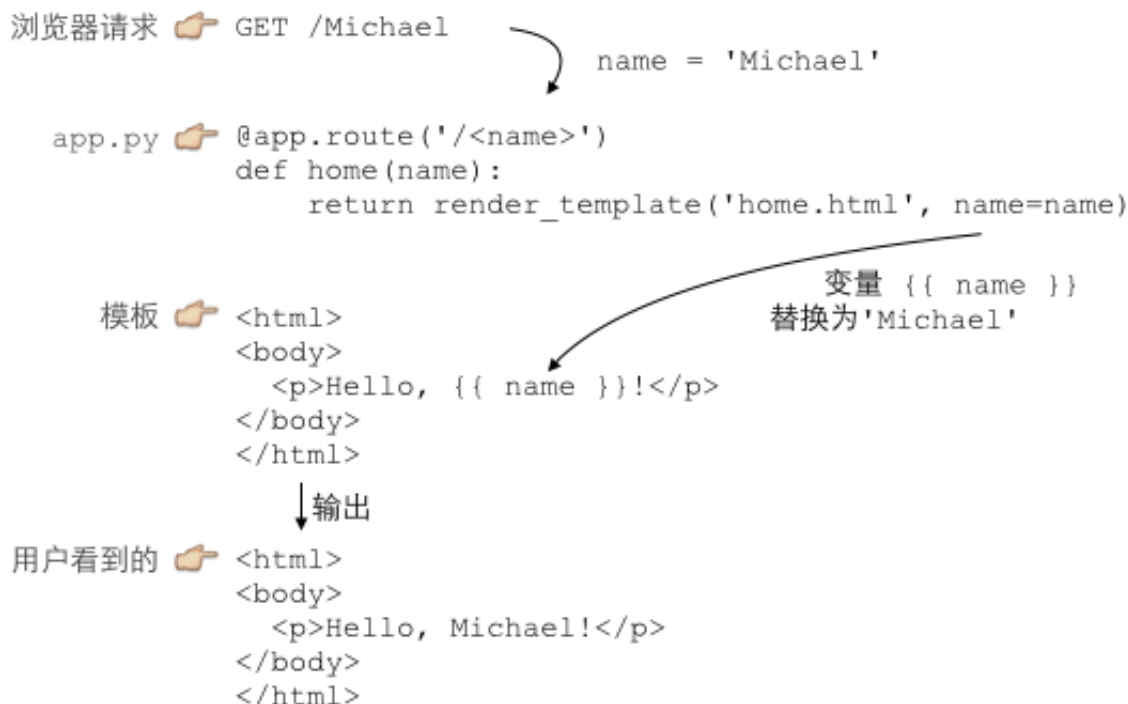 浏览器请求 👉 GET /Michael
name = 'Michael'
app.py 👉 @app.route('/<name>')
def home(name):
    return render_template('home.html', name=name)
变量 {{ name }}
替换为'Michael'
模板 👉 <html>
<body>
  <p>Hello, {{ name }}!</p>
</body>
</html>
输出
用户看到的 👉 <html>
<body>
  <p>Hello, Michael!</p>
</body>
</html>